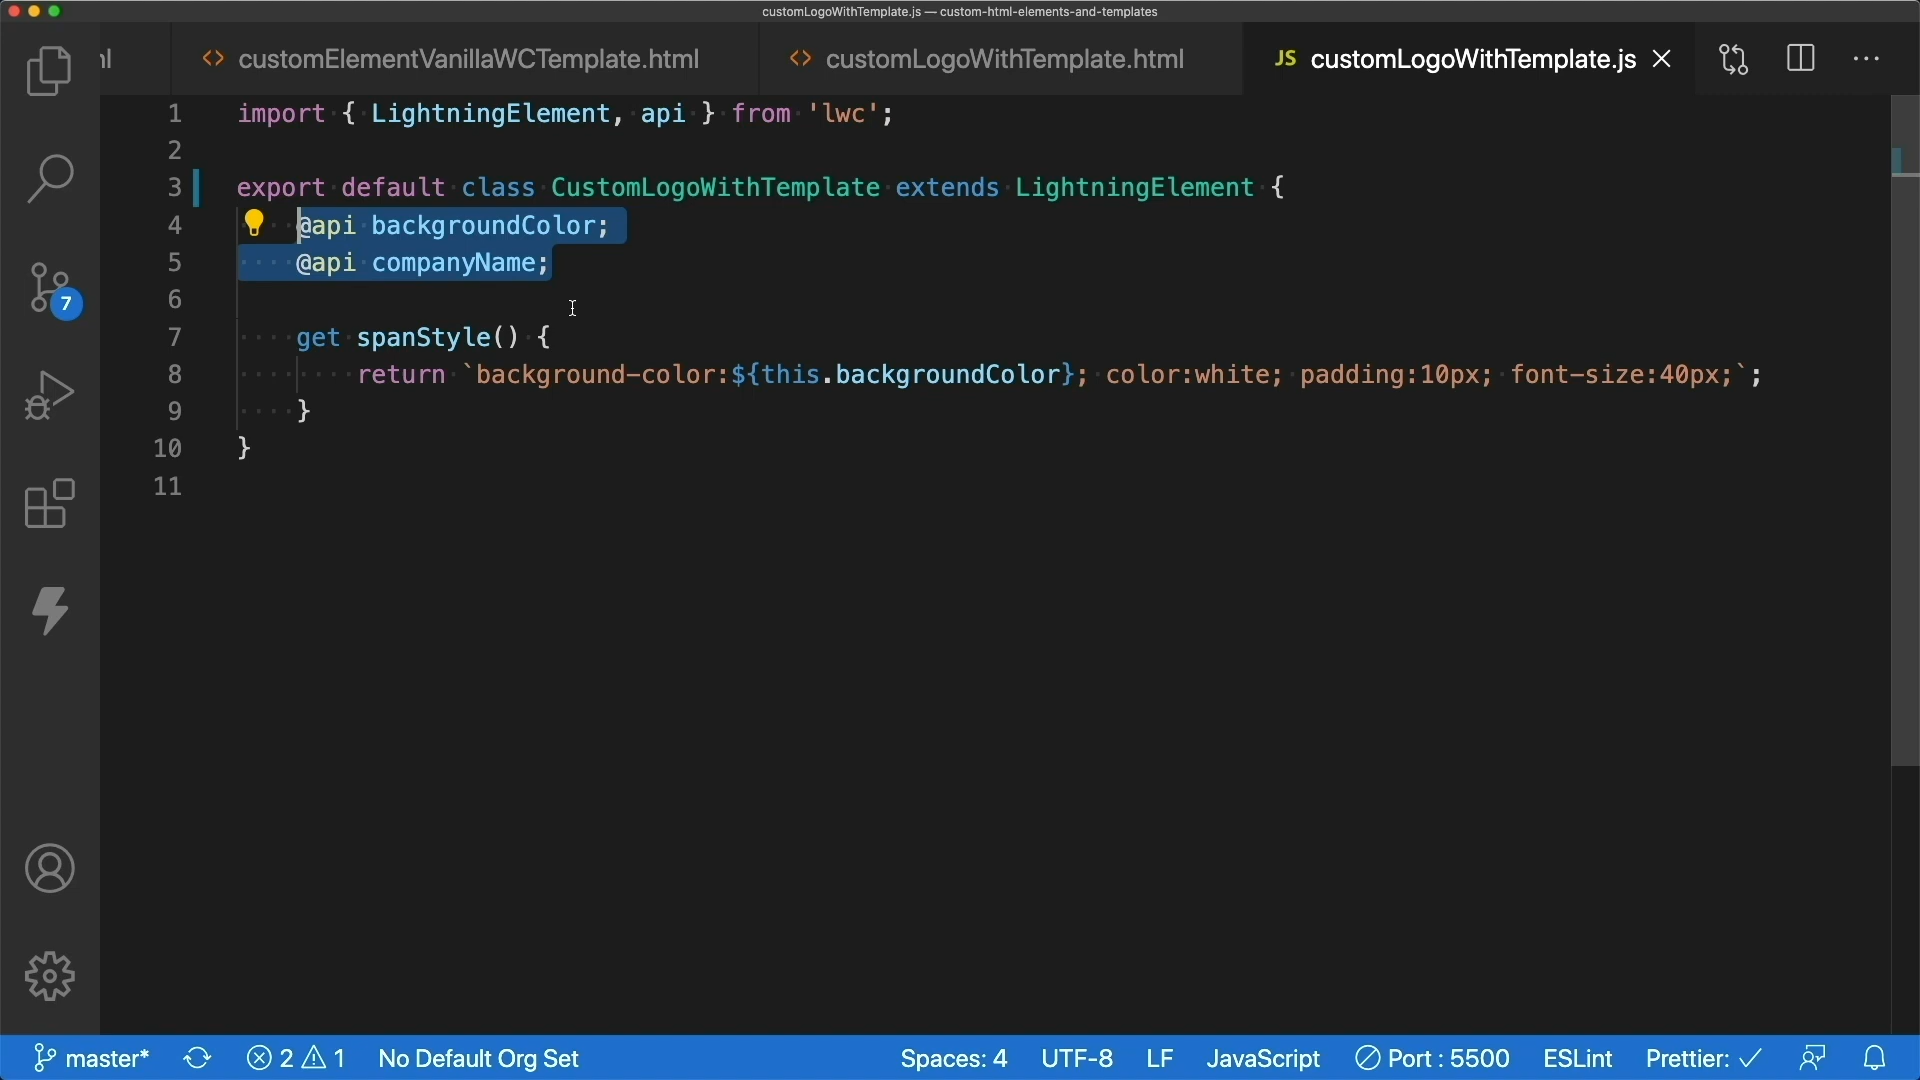 customLogoWithTemplate.js — custom-html-elements-and-templates
nl <> customElementVanillaWCTemplate.html <> customLogoWithTemplate.html JS customLogoWithTemplate.js
1 import { LightningElement, api } from 'lwc';
2
3 export default class CustomLogoWithTemplate extends LightningElement {
4 @api backgroundColor;
5 @api companyName;
6
7 get spanStyle() {
8 return `background-color:${this.backgroundColor}; color:white; padding:10px; font-size:40px;`;
9 }
10 }
11
7
master* 2 1 No Default Org Set Spaces: 4 UTF-8 LF JavaScript Port : 5500 ESLint Prettier: ✓